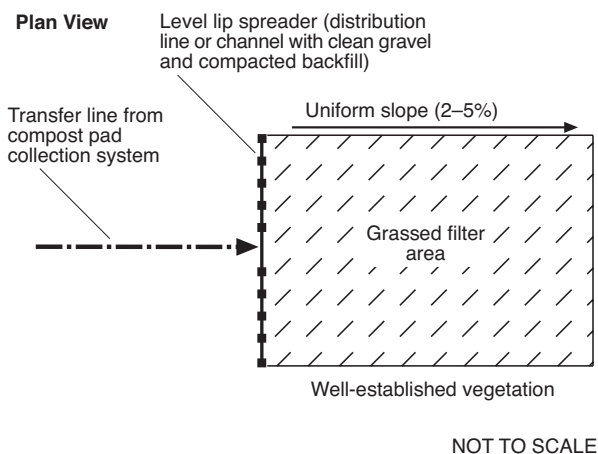 Plan View
Level lip spreader (distribution
line or channel with clean gravel
and compacted backfill)
Transfer line from
compost pad
collection system
Uniform slope (2–5%)
Grassed filter
area
Well-established vegetation
NOT TO SCALE